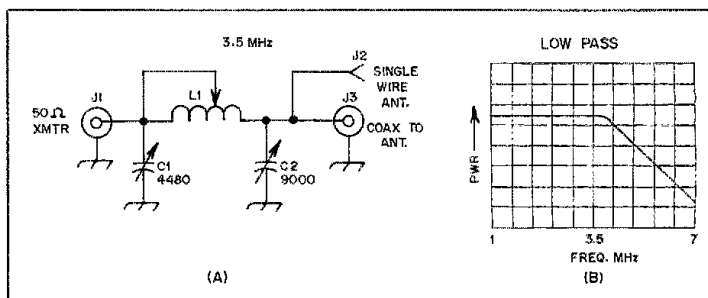 3.5 MHz
J2
SINGLE
WIRE
ANT.
50Ω
XMTR
J1
L1
J3
COAX TO
ANT.
C1
4480
C2
9000
(A)
LOW PASS
PWR
1
3.5
7
FREQ. MHz
(B)